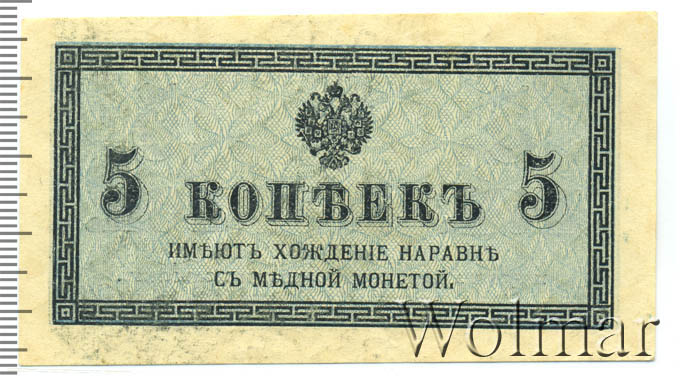 5 КОПѢЕКЪ 5
ИМѢЮТЪ ХОЖДЕНІЕ НАРАВНѢ
СЪ МѢДНОЙ МОНЕТОЙ.
Wolmar